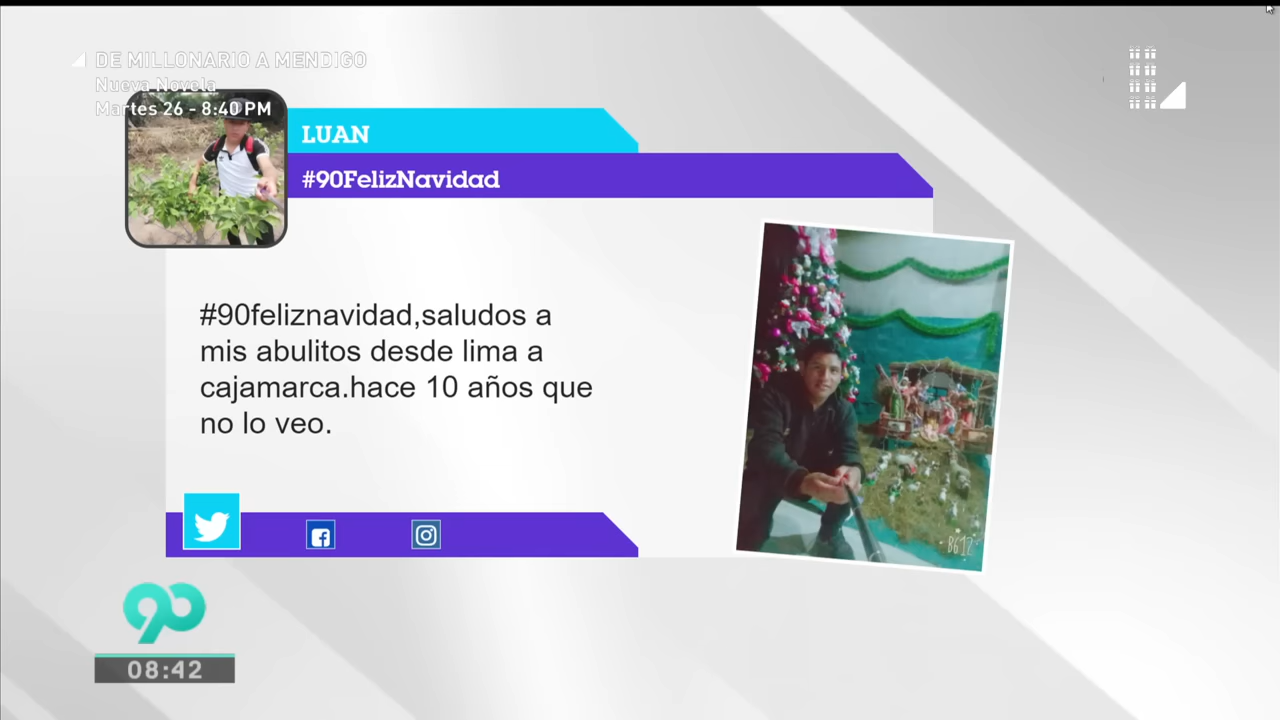 DE MILLONARIO A MENDIGO
Nueva Novela
Martes 26 - 8:40 PM
LUAN
#90FelizNavidad
#90feliznavidad,saludos a
mis abulitos desde lima a
cajamarca.hace 10 años que
no lo veo.
B612
90
08:42